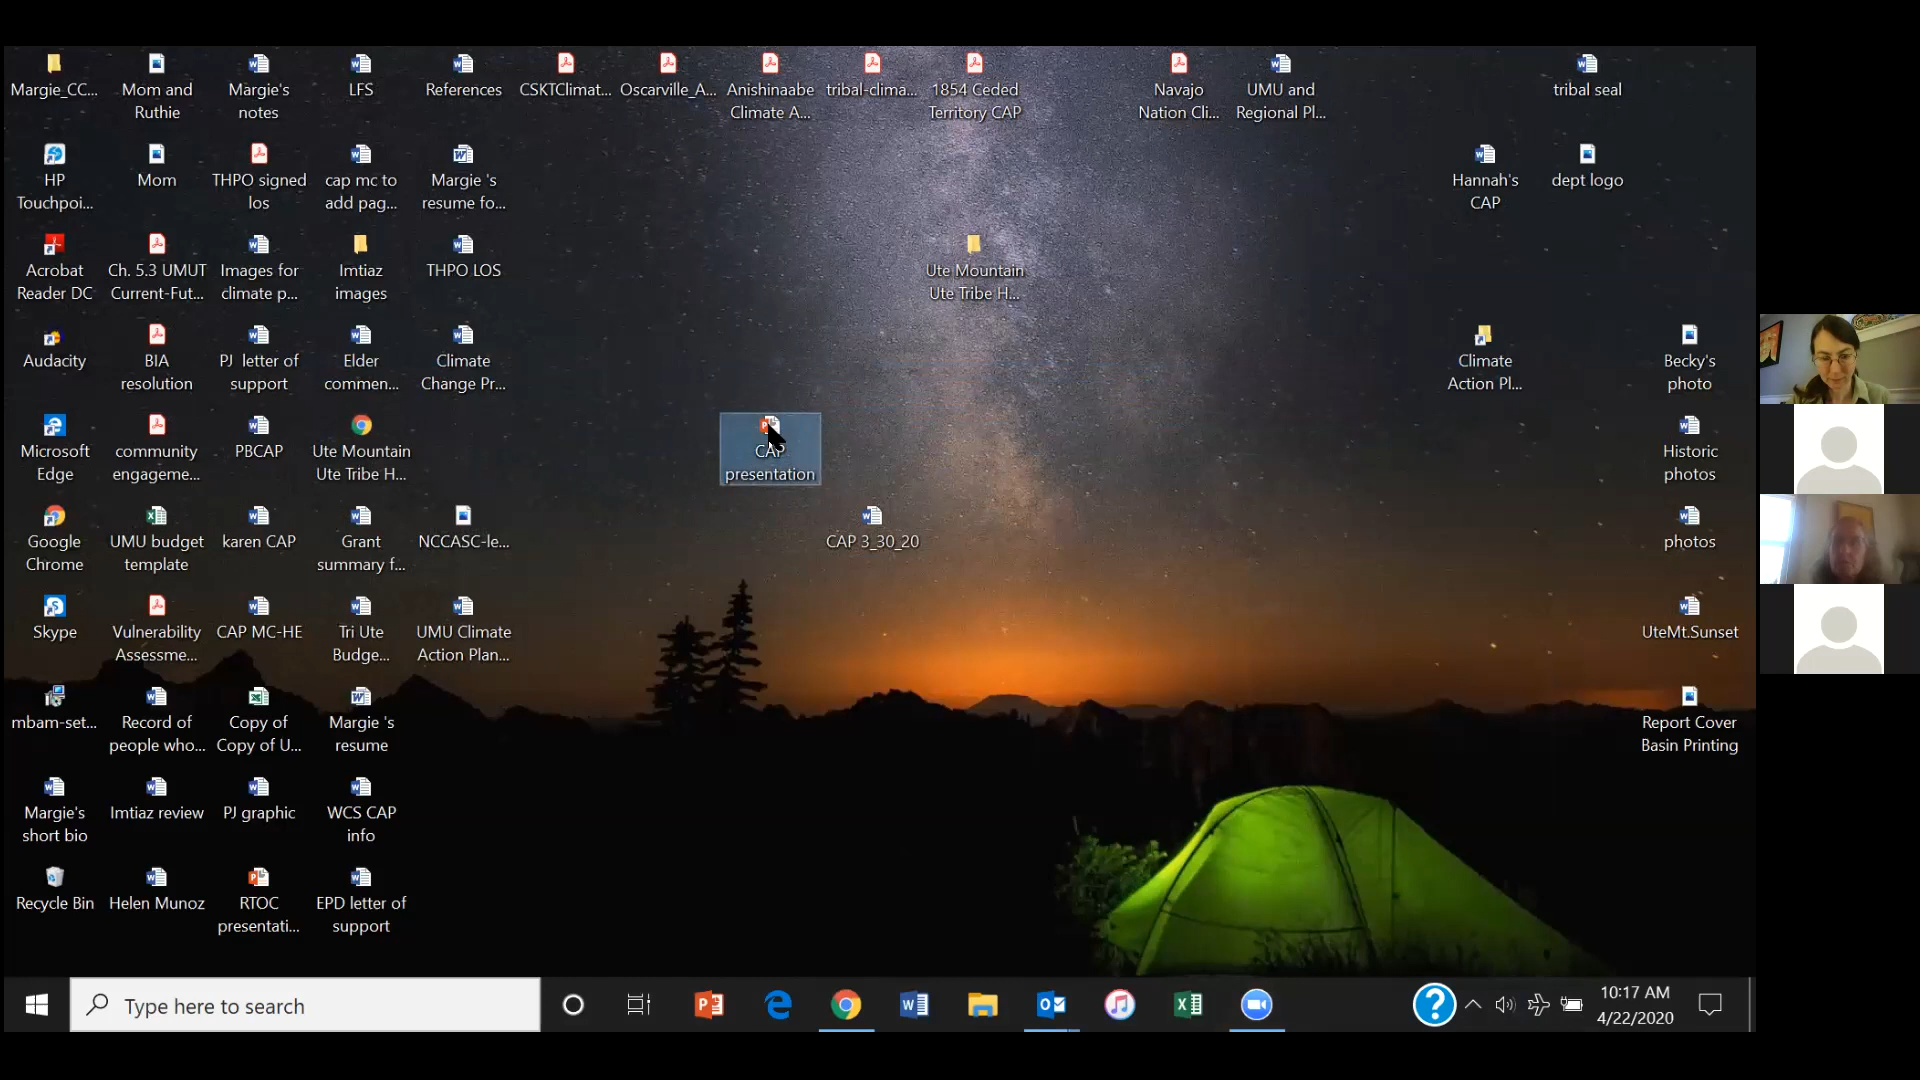 Margie_CC...
Mom and
Ruthie
Margie's
notes
LFS
References
CSKTClimat...
Oscarville_A...
Anishinaabe
Climate A...
tribal-clima...
1854 Ceded
Territory CAP
Navajo
Nation Cli...
UMU and
Regional Pl...
tribal seal
HP
Touchpoi...
Mom
THPO signed
los
cap mc to
add pag...
Margie 's
resume fo...
Hannah's
CAP
dept logo
Acrobat
Reader DC
Ch. 5.3 UMUT
Current-Fut...
Images for
climate p...
Imtiaz
images
THPO LOS
Ute Mountain
Ute Tribe H...
Audacity
BIA
resolution
PJ letter of
support
Elder
commen...
Climate
Change Pr...
Climate
Action Pl...
Becky's
photo
Microsoft
Edge
community
engageme...
PBCAP
Ute Mountain
Ute Tribe H...
CAP
presentation
Historic
photos
Google
Chrome
UMU budget
template
karen CAP
Grant
summary f...
NCCASC-le...
CAP 3_30_20
photos
Skype
Vulnerability
Assessme...
CAP MC-HE
Tri Ute
Budge...
UMU Climate
Action Plan...
UteMt.Sunset
mbam-set...
Record of
people who...
Copy of
Copy of U...
Margie 's
resume
Report Cover
Basin Printing
Margie's
short bio
Imtiaz review
PJ graphic
WCS CAP
info
Recycle Bin
Helen Munoz
RTOC
presentati...
EPD letter of
support
Type here to search
10:17 AM
4/22/2020